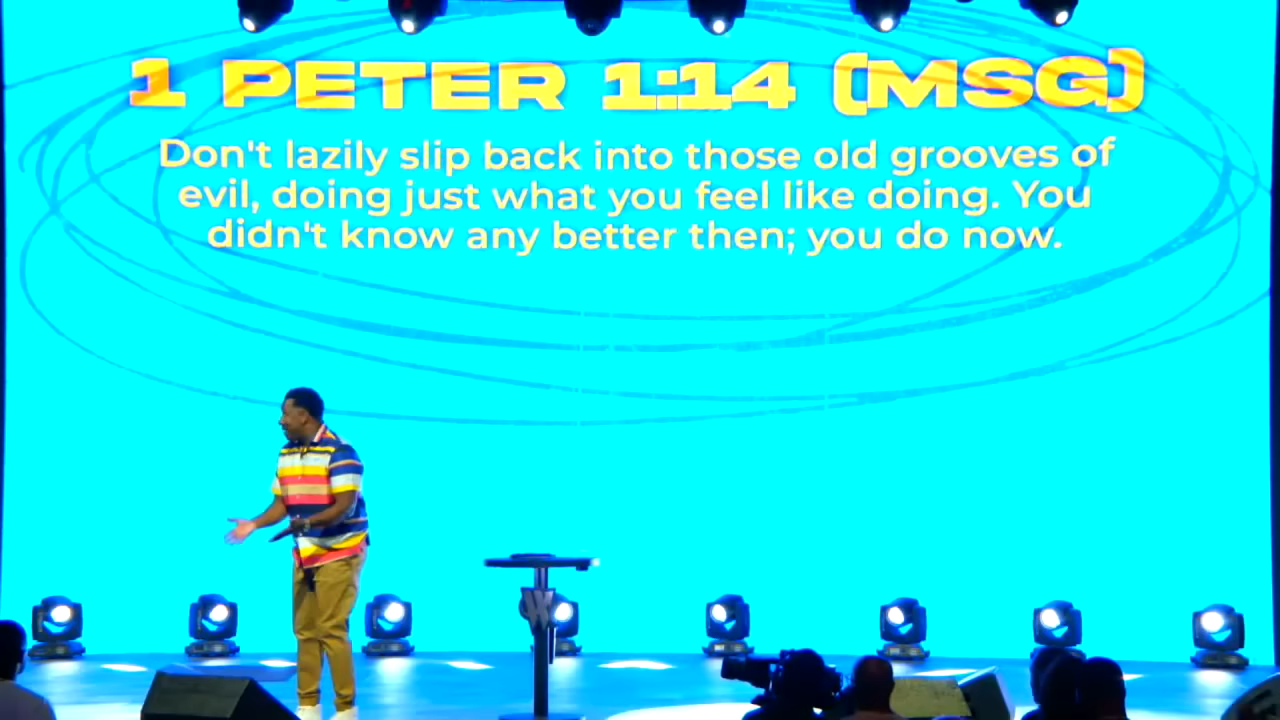 1 PETER 1:14 (MSG)
Don't lazily slip back into those old grooves of
evil, doing just what you feel like doing. You
didn't know any better then; you do now.